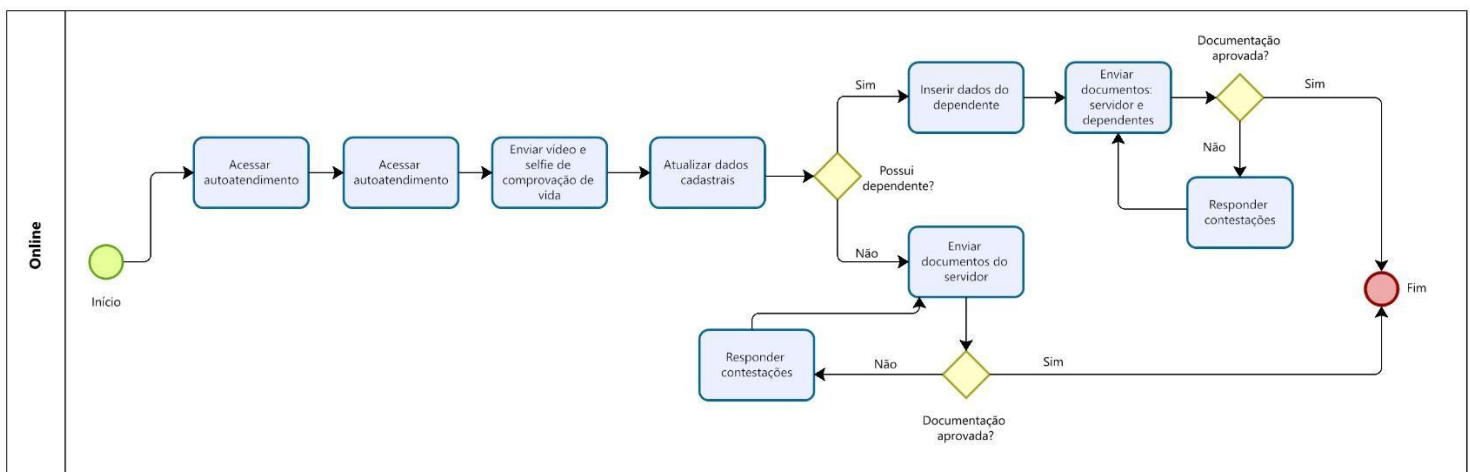 Online
Início
Acessar
autoatendimento
Acessar
autoatendimento
Enviar vídeo e
selfie de
comprovação de
vida
Atualizar dados
cadastrais
Possui
dependente?
Sim
Inserir dados do
dependente
Enviar
documentos:
servidor e
dependentes
Documentação
aprovada?
Sim
Não
Responder
contestações
Não
Enviar
documentos do
servidor
Documentação
aprovada?
Não
Responder
contestações
Sim
Fim